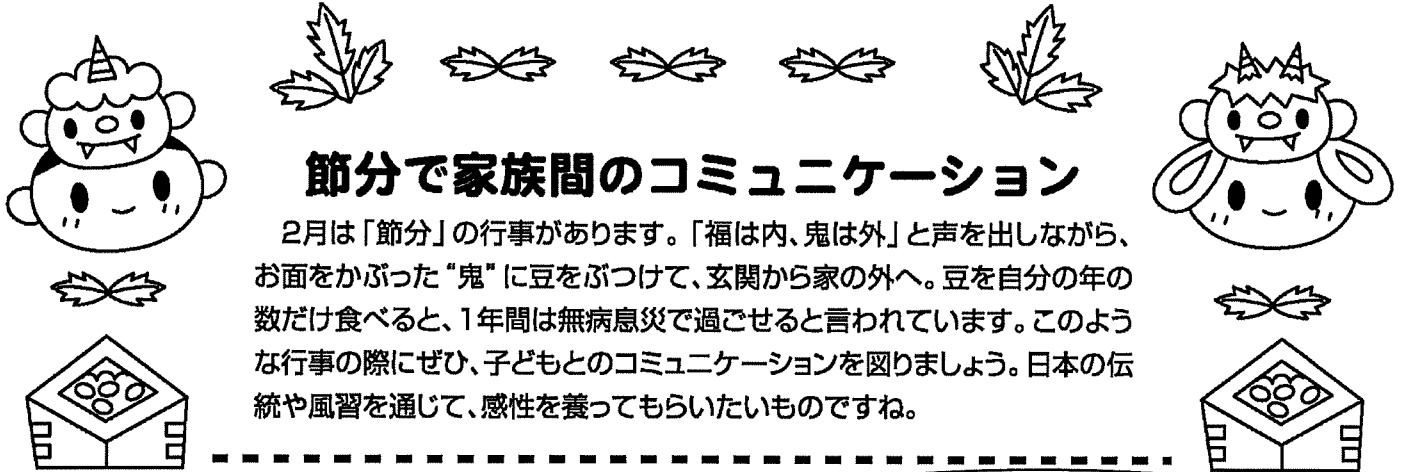 節分で家族間のコミュニケーション
2月は「節分」の行事があります。「福は内、鬼は外」と声を出しながら、
お面をかぶった“鬼”に豆をぶつけて、玄関から家の外へ。豆を自分の年の
数だけ食べると、1年間は無病息災で過ごせると言われています。このよう
な行事の際にぜひ、子どもとのコミュニケーションを図りましょう。日本の伝
統や風習を通じて、感性を養ってもらいたいものですね。